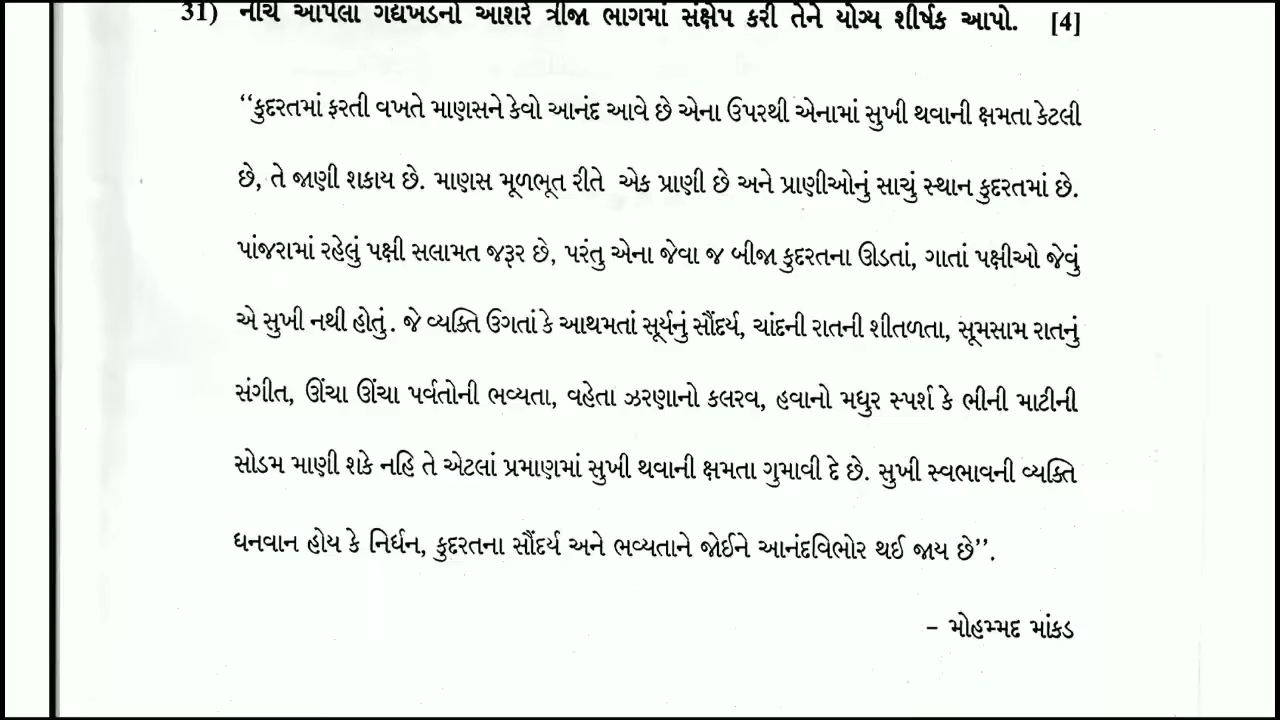 31) નીચે આપેલા ગદ્યખંડનો આશરે ત્રીજા ભાગમાં સંક્ષેપ કરી તેને યોગ્ય શીર્ષક આપો. [4]
“કુદરતમાં ફરતી વખતે માણસને કેવો આનંદ આવે છે એના ઉપરથી એનામાં સુખી થવાની ક્ષમતા કેટલી
છે, તે જાણી શકાય છે. માણસ મૂળભૂત રીતે એક પ્રાણી છે અને પ્રાણીઓનું સાચું સ્થાન કુદરતમાં છે.
પાંજરામાં રહેલું પક્ષી સલામત જરૂર છે, પરંતુ એના જેવા જ બીજા કુદરતના ઊડતાં, ગાતાં પક્ષીઓ જેવું
એ સુખી નથી હોતું. જે વ્યક્તિ ઉગતાં કે આથમતાં સૂર્યનું સૌંદર્ય, ચાંદની રાતની શીતળતા, સૂમસામ રાતનું
સંગીત, ઊંચા ઊંચા પર્વતોની ભવ્યતા, વહેતા ઝરણાનો કલરવ, હવાનો મધુર સ્પર્શ કે ભીની માટીની
સોડમ માણી શકે નહિ તે એટલાં પ્રમાણમાં સુખી થવાની ક્ષમતા ગુમાવી દે છે. સુખી સ્વભાવની વ્યક્તિ
ધનવાન હોય કે નિર્ધન, કુદરતના સૌંદર્ય અને ભવ્યતાને જોઈને આનંદવિભોર થઈ જાય છે”.
– મોહમ્મદ માંકડ